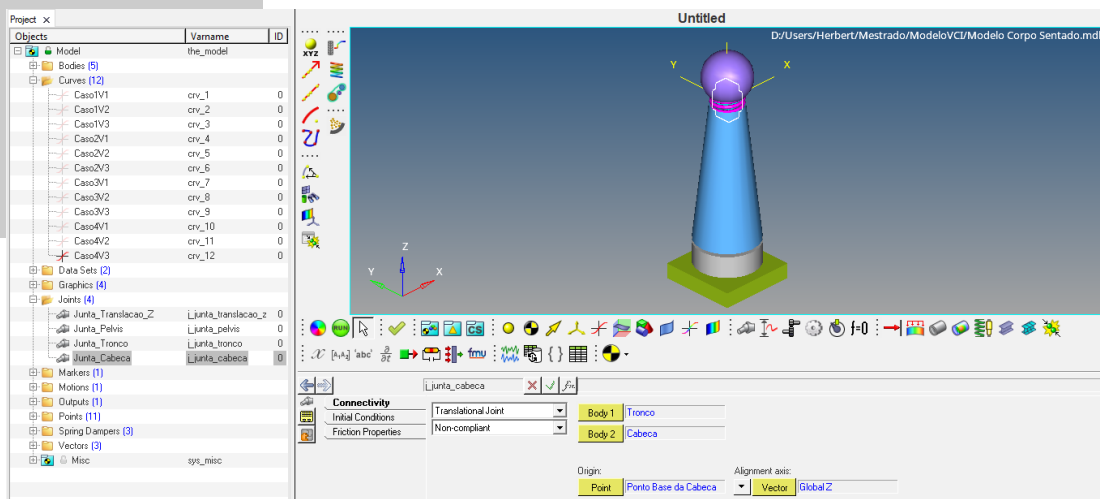 Project ×
Objects Varname ID
Model the_model
Bodies (5)
Curves (12)
Caso1V1 crv_1 0
Caso1V2 crv_2 0
Caso1V3 crv_3 0
Caso2V1 crv_4 0
Caso2V2 crv_5 0
Caso2V3 crv_6 0
Caso3V1 crv_7 0
Caso3V2 crv_8 0
Caso3V3 crv_9 0
Caso4V1 crv_10 0
Caso4V2 crv_11 0
Caso4V3 crv_12 0
Data Sets (2)
Graphics (4)
Joints (4)
Junta_Translacao_Z j_junta_translacao_z 0
Junta_Pelvis j_junta_pelvis 0
Junta_Tronco j_junta_tronco 0
Junta_Cabeca j_junta_cabeca 0
Markers (1)
Motions (1)
Outputs (1)
Points (11)
Spring Dampers (3)
Vectors (3)
Misc sys_misc
Untitled
D:/Users/Herbert/Mestrado/ModeloVCI/Modelo Corpo Sentado.mdl
XYZ
Y X
Z
Y X
RUN CS f=0
𝒳 [A,A₂] 'abc' ∂/∂t fmu { }
j_junta_cabeca f(x)
Connectivity
Initial Conditions
Friction Properties
Translational Joint
Non-compliant
Body 1 Tronco
Body 2 Cabeca
Origin: Alignment axis:
Point Ponto Base da Cabeca Vector Global Z